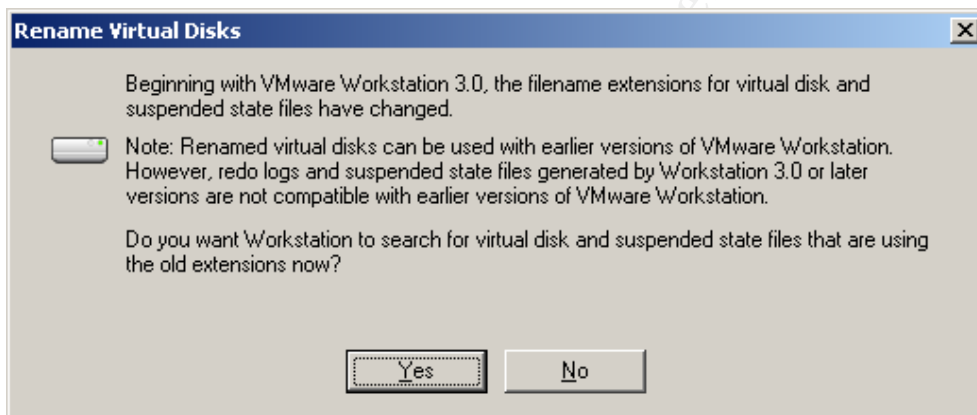 Rename Virtual Disks
Beginning with VMware Workstation 3.0, the filename extensions for virtual disk and
suspended state files have changed.
Note: Renamed virtual disks can be used with earlier versions of VMware Workstation.
However, redo logs and suspended state files generated by Workstation 3.0 or later
versions are not compatible with earlier versions of VMware Workstation.
Do you want Workstation to search for virtual disk and suspended state files that are using
the old extensions now?
Yes
No